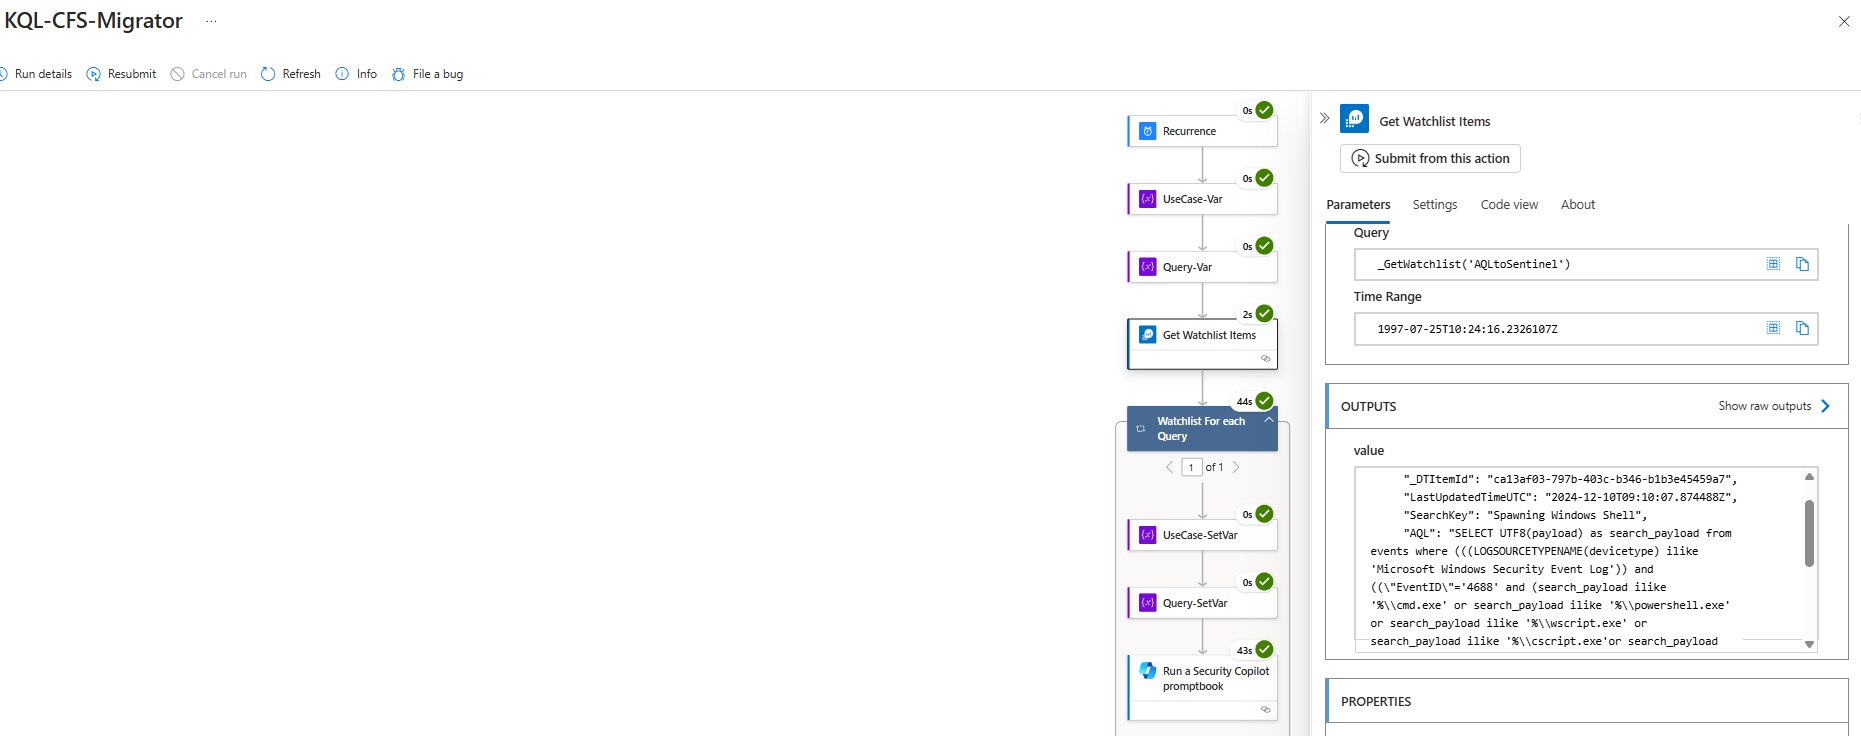 KQL-CFS-Migrator ...
Run details Resubmit Cancel run Refresh Info File a bug
0s
Recurrence
0s
UseCase-Var
0s
Query-Var
2s
Get Watchlist Items
44s
Watchlist For each
Query
1 of 1
0s
UseCase-SetVar
0s
Query-SetVar
43s
Run a Security Copilot
promptbook
Get Watchlist Items
Submit from this action
Parameters Settings Code view About
Query
_GetWatchlist('AQLtoSentinel')
Time Range
1997-07-25T10:24:16.2326107Z
OUTPUTS
Show raw outputs
value
"_DTItemId": "ca13af03-797b-403c-b346-b1b3e45459a7",
"LastUpdatedTimeUTC": "2024-12-10T09:10:07.874488Z",
"SearchKey": "Spawning Windows Shell",
"AQL": "SELECT UTF8(payload) as search_payload from
events where (((LOGSOURCETYPENAME(devicetype) ilike
'Microsoft Windows Security Event Log')) and
((\"EventID\"='4688' and (search_payload ilike
'%\\cmd.exe' or search_payload ilike '%\\powershell.exe'
or search_payload ilike '%\\wscript.exe' or
search_payload ilike '%\\cscript.exe'or search_payload
PROPERTIES